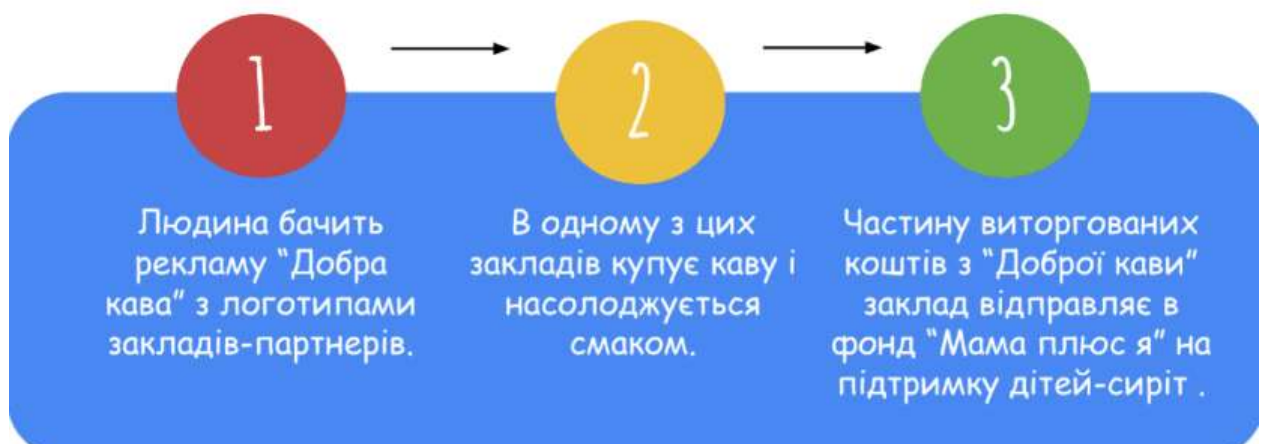 1
Людина бачить
рекламу “Добра
кава” з логотипами
закладів-партнерів.
2
В одному з цих
закладів купує каву і
насолоджується
смаком.
3
Частину виторгованих
коштів з “Доброї кави”
заклад відправляє в
фонд “Мама плюс я” на
підтримку дітей-сиріт .